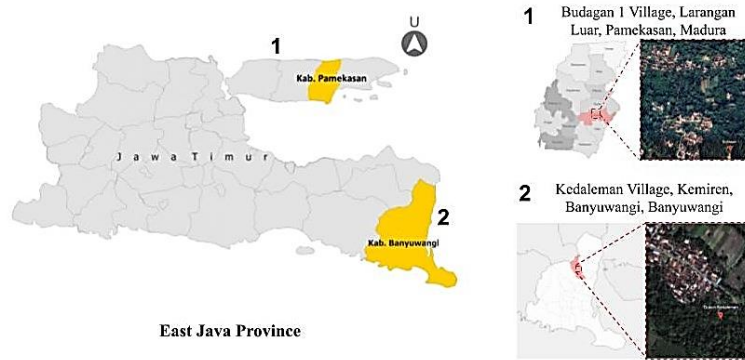 U
1
Kab. Pamekasan
Jawa Timur
2
Kab. Banyuwangi
East Java Province
1
Budagan 1 Village, Larangan
Luar, Pamekasan, Madura
2
Kedaleman Village, Kemiren,
Banyuwangi, Banyuwangi